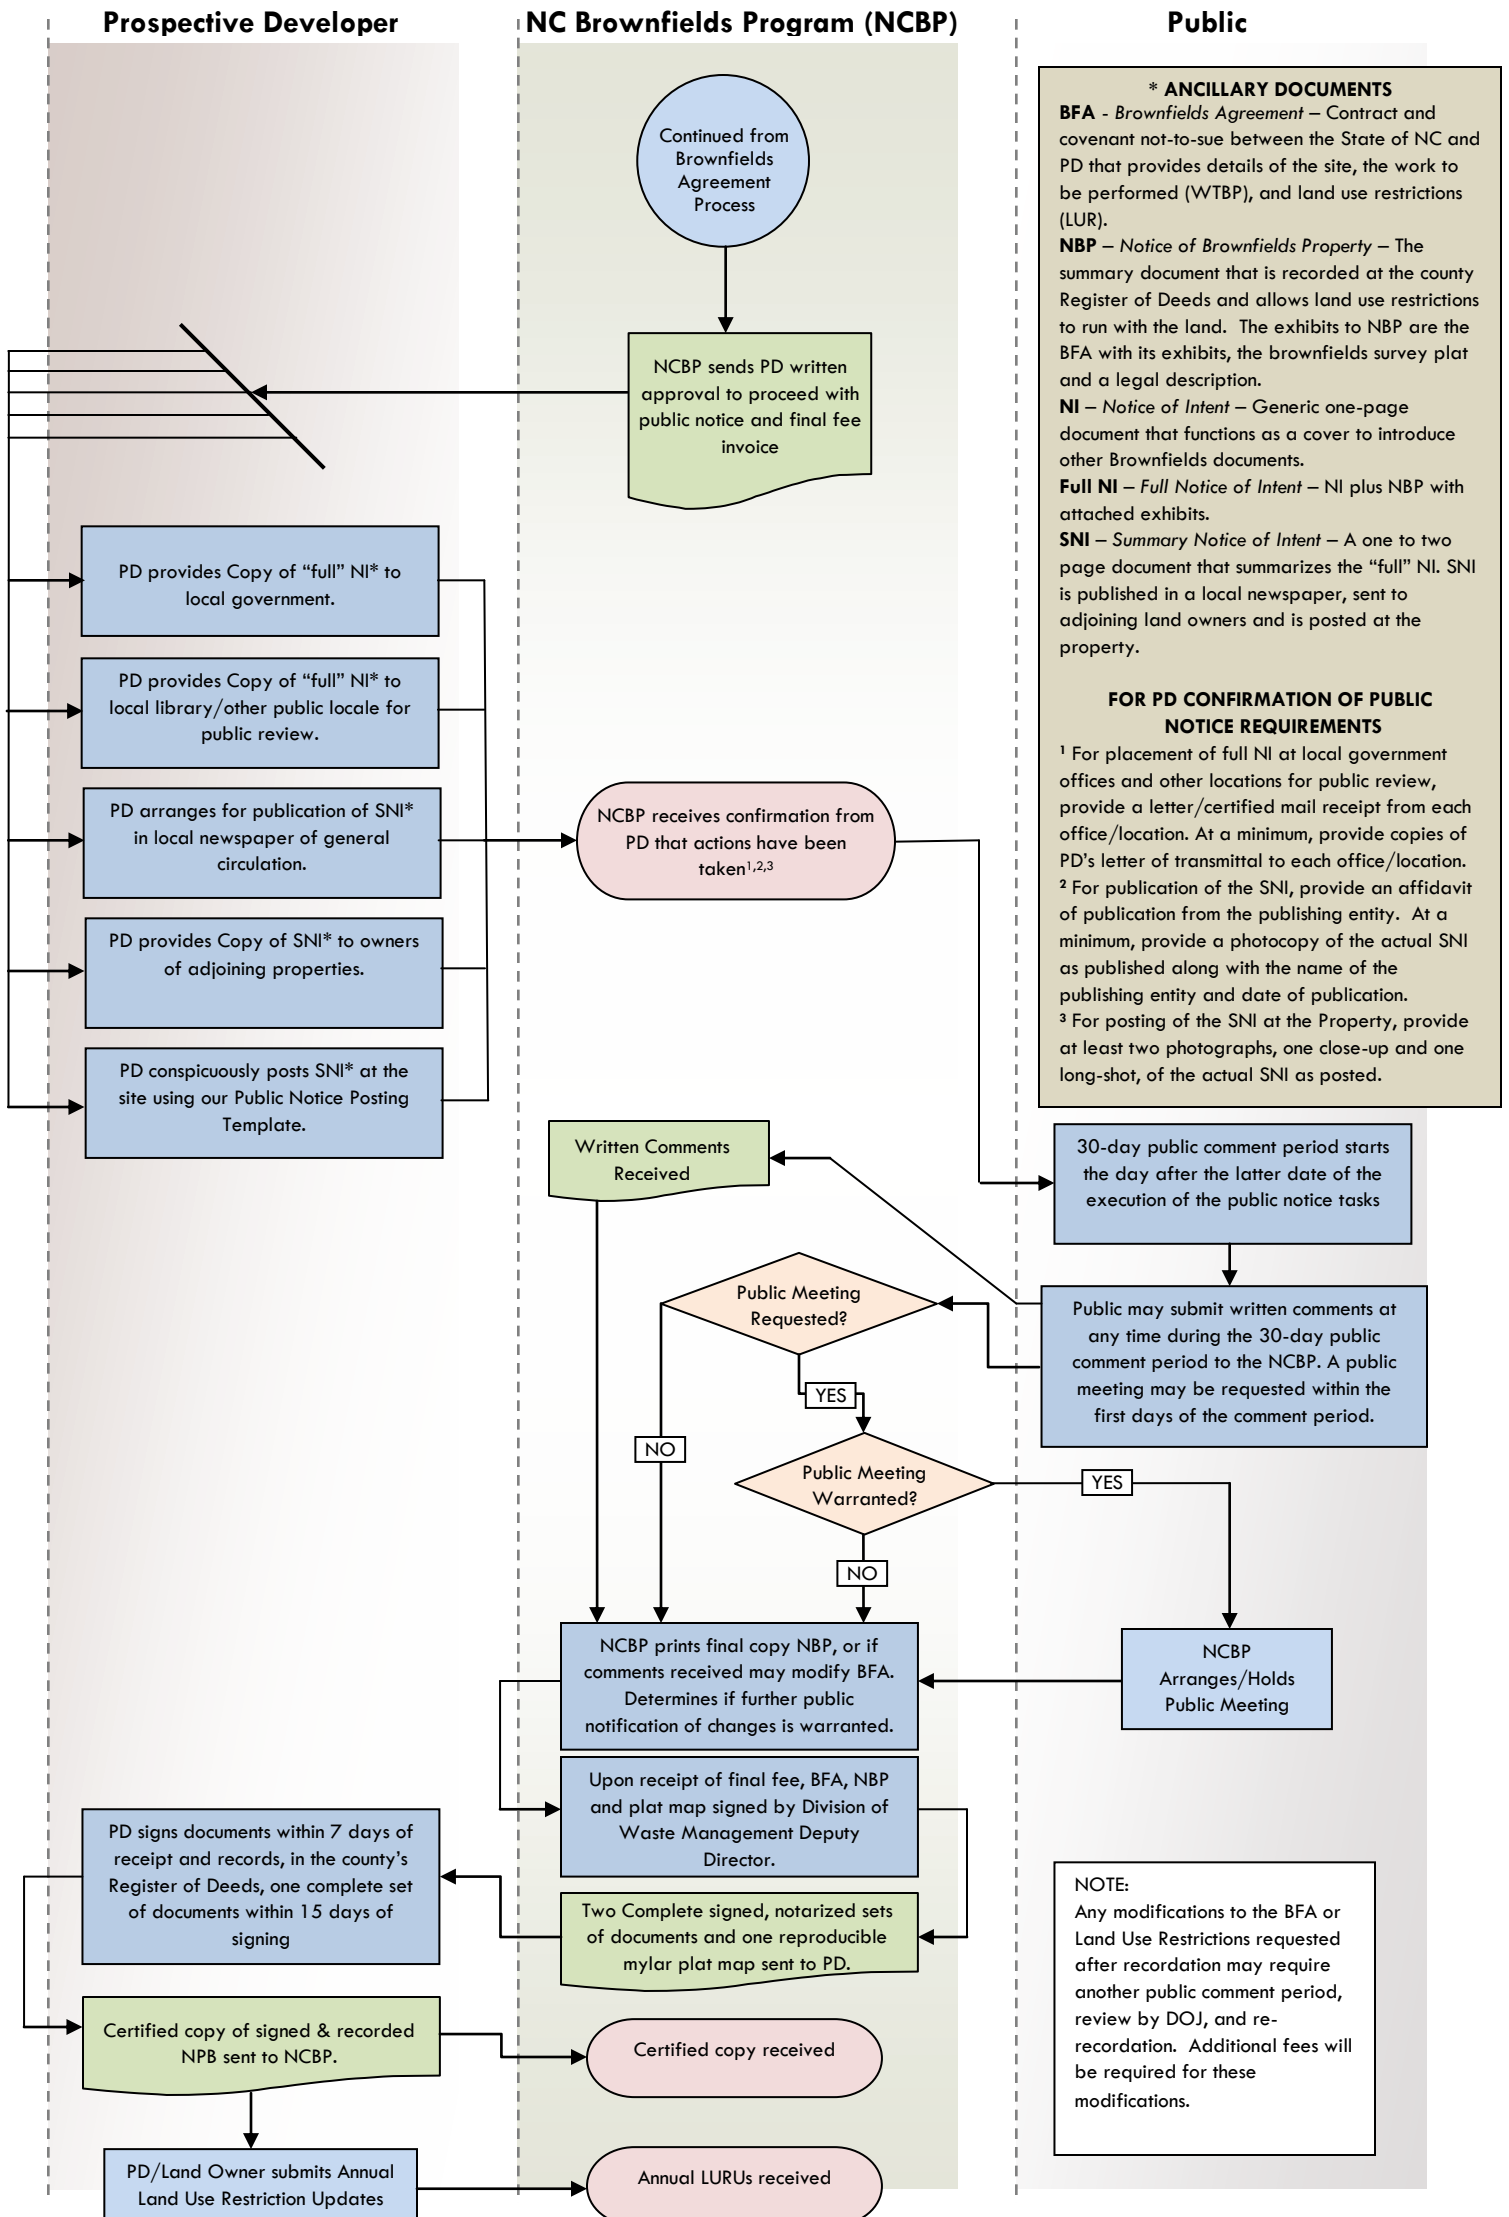 Prospective Developer
NC Brownfields Program (NCBP)
Public
Continued from
Brownfields
Agreement
Process
NCBP sends PD written
approval to proceed with
public notice and final fee
invoice
PD provides Copy of “full” NI* to
local government.
PD provides Copy of “full” NI* to
local library/other public locale for
public review.
PD arranges for publication of SNI*
in local newspaper of general
circulation.
PD provides Copy of SNI* to owners
of adjoining properties.
PD conspicuously posts SNI* at the
site using our Public Notice Posting
Template.
NCBP receives confirmation from
PD that actions have been
taken¹,²,³
* ANCILLARY DOCUMENTS
BFA - Brownfields Agreement – Contract and
covenant not-to-sue between the State of NC and
PD that provides details of the site, the work to
be performed (WTBP), and land use restrictions
(LUR).
NBP – Notice of Brownfields Property – The
summary document that is recorded at the county
Register of Deeds and allows land use restrictions
to run with the land.  The exhibits to NBP are the
BFA with its exhibits, the brownfields survey plat
and a legal description.
NI – Notice of Intent – Generic one-page
document that functions as a cover to introduce
other Brownfields documents.
Full NI – Full Notice of Intent – NI plus NBP with
attached exhibits.
SNI – Summary Notice of Intent – A one to two
page document that summarizes the “full” NI. SNI
is published in a local newspaper, sent to
adjoining land owners and is posted at the
property.
FOR PD CONFIRMATION OF PUBLIC
NOTICE REQUIREMENTS
¹ For placement of full NI at local government
offices and other locations for public review,
provide a letter/certified mail receipt from each
office/location. At a minimum, provide copies of
PD’s letter of transmittal to each office/location.
² For publication of the SNI, provide an affidavit
of publication from the publishing entity.  At a
minimum, provide a photocopy of the actual SNI
as published along with the name of the
publishing entity and date of publication.
³ For posting of the SNI at the Property, provide
at least two photographs, one close-up and one
long-shot, of the actual SNI as posted.
30-day public comment period starts
the day after the latter date of the
execution of the public notice tasks
Written Comments
Received
Public may submit written comments at
any time during the 30-day public
comment period to the NCBP. A public
meeting may be requested within the
first days of the comment period.
Public Meeting
Requested?
YES
NO
Public Meeting
Warranted?
YES
NO
NCBP
Arranges/Holds
Public Meeting
NCBP prints final copy NBP, or if
comments received may modify BFA.
Determines if further public
notification of changes is warranted.
Upon receipt of final fee, BFA, NBP
and plat map signed by Division of
Waste Management Deputy
Director.
Two Complete signed, notarized sets
of documents and one reproducible
mylar plat map sent to PD.
PD signs documents within 7 days of
receipt and records, in the county’s
Register of Deeds, one complete set
of documents within 15 days of
signing
Certified copy of signed & recorded
NPB sent to NCBP.
Certified copy received
PD/Land Owner submits Annual
Land Use Restriction Updates
Annual LURUs received
NOTE:
Any modifications to the BFA or
Land Use Restrictions requested
after recordation may require
another public comment period,
review by DOJ, and re-
recordation.  Additional fees will
be required for these
modifications.